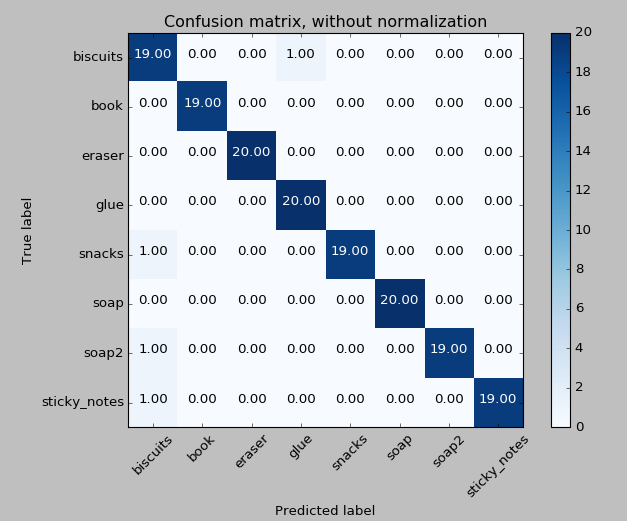 Confusion matrix, without normalization
biscuits 19.00 0.00 0.00 1.00 0.00 0.00 0.00 0.00
book 0.00 19.00 0.00 0.00 0.00 0.00 0.00 0.00
eraser 0.00 0.00 20.00 0.00 0.00 0.00 0.00 0.00
glue 0.00 0.00 0.00 20.00 0.00 0.00 0.00 0.00
snacks 1.00 0.00 0.00 0.00 19.00 0.00 0.00 0.00
soap 0.00 0.00 0.00 0.00 0.00 20.00 0.00 0.00
soap2 1.00 0.00 0.00 0.00 0.00 0.00 19.00 0.00
sticky_notes 1.00 0.00 0.00 0.00 0.00 0.00 0.00 19.00
True label
biscuits book eraser glue snacks soap soap2 sticky_notes
Predicted label
20
18
16
14
12
10
8
6
4
2
0